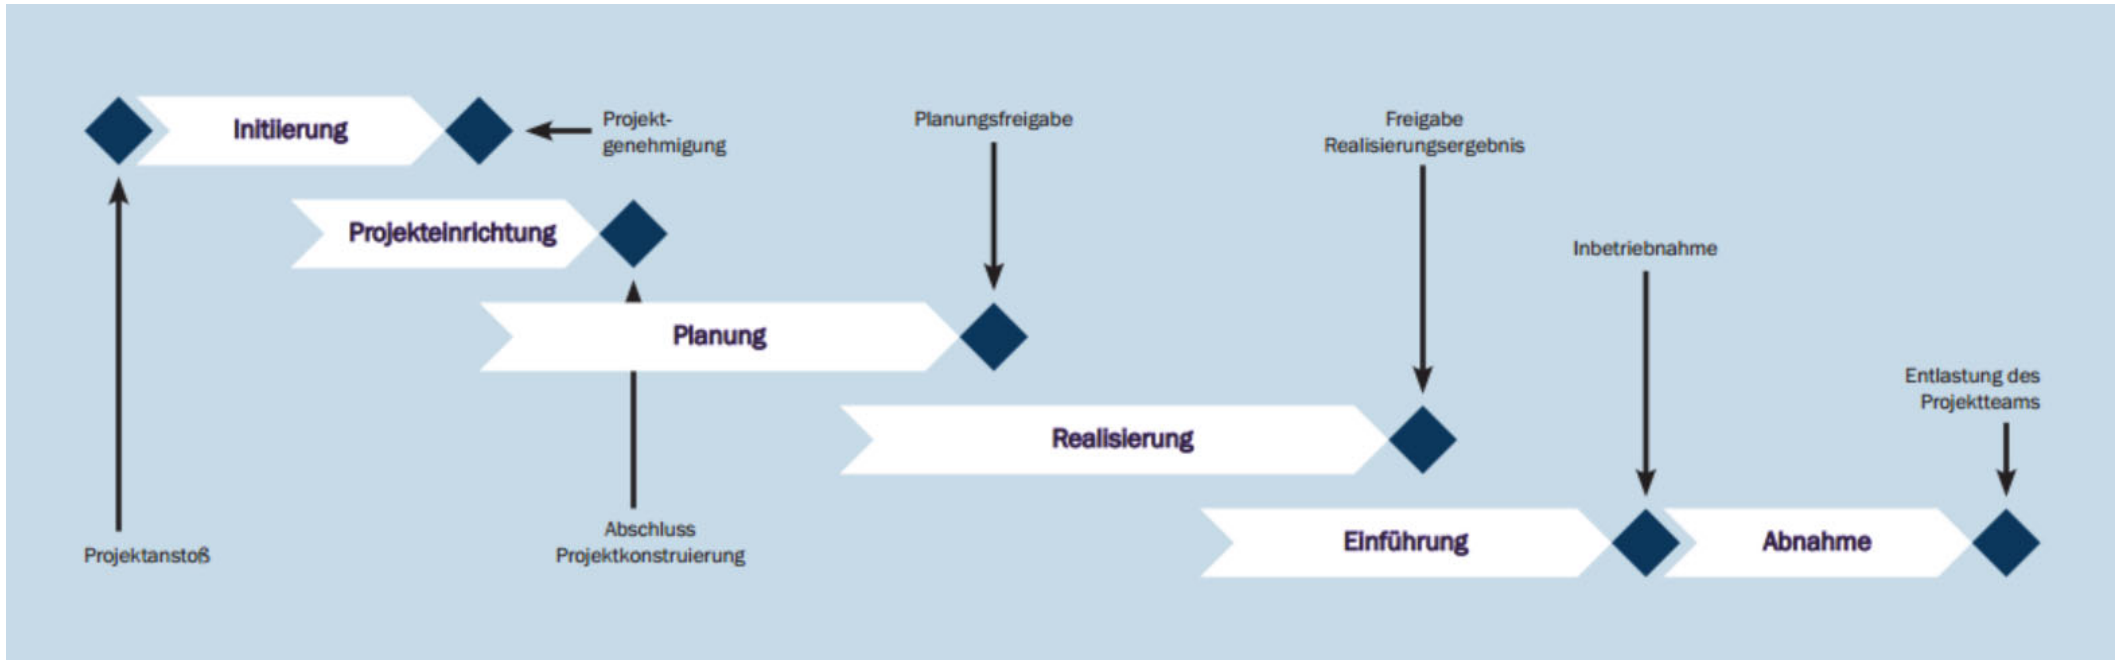 Initiierung
Projekt-
genehmigung
Planungsfreigabe
Freigabe
Realisierungsergebnis
Projekteinrichtung
Inbetriebnahme
Planung
Entlastung des
Projektteams
Realisierung
Einführung
Abnahme
Projektanstoß
Abschluss
Projektkonstruierung